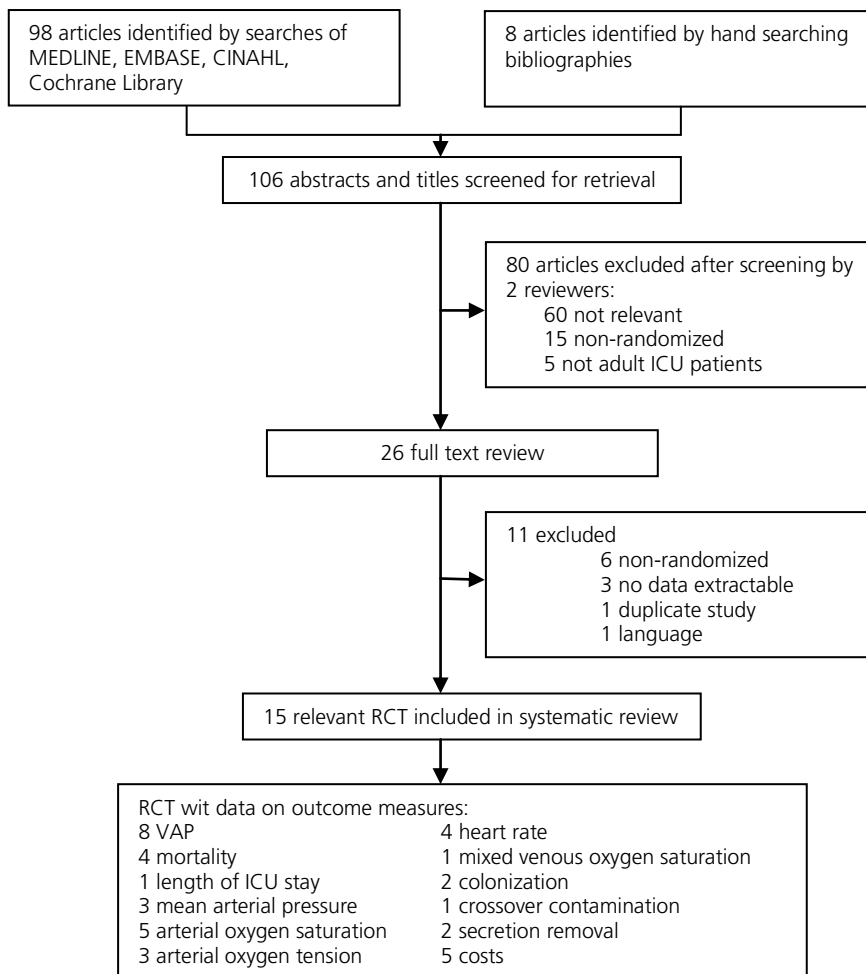 98 articles identified by searches of
MEDLINE, EMBASE, CINAHL,
Cochrane Library
8 articles identified by hand searching
bibliographies
106 abstracts and titles screened for retrieval
80 articles excluded after screening by
2 reviewers:
60 not relevant
15 non-randomized
5 not adult ICU patients
26 full text review
11 excluded
6 non-randomized
3 no data extractable
1 duplicate study
1 language
15 relevant RCT included in systematic review
RCT wit data on outcome measures:
8 VAP
4 mortality
1 length of ICU stay
3 mean arterial pressure
5 arterial oxygen saturation
3 arterial oxygen tension
4 heart rate
1 mixed venous oxygen saturation
2 colonization
1 crossover contamination
2 secretion removal
5 costs